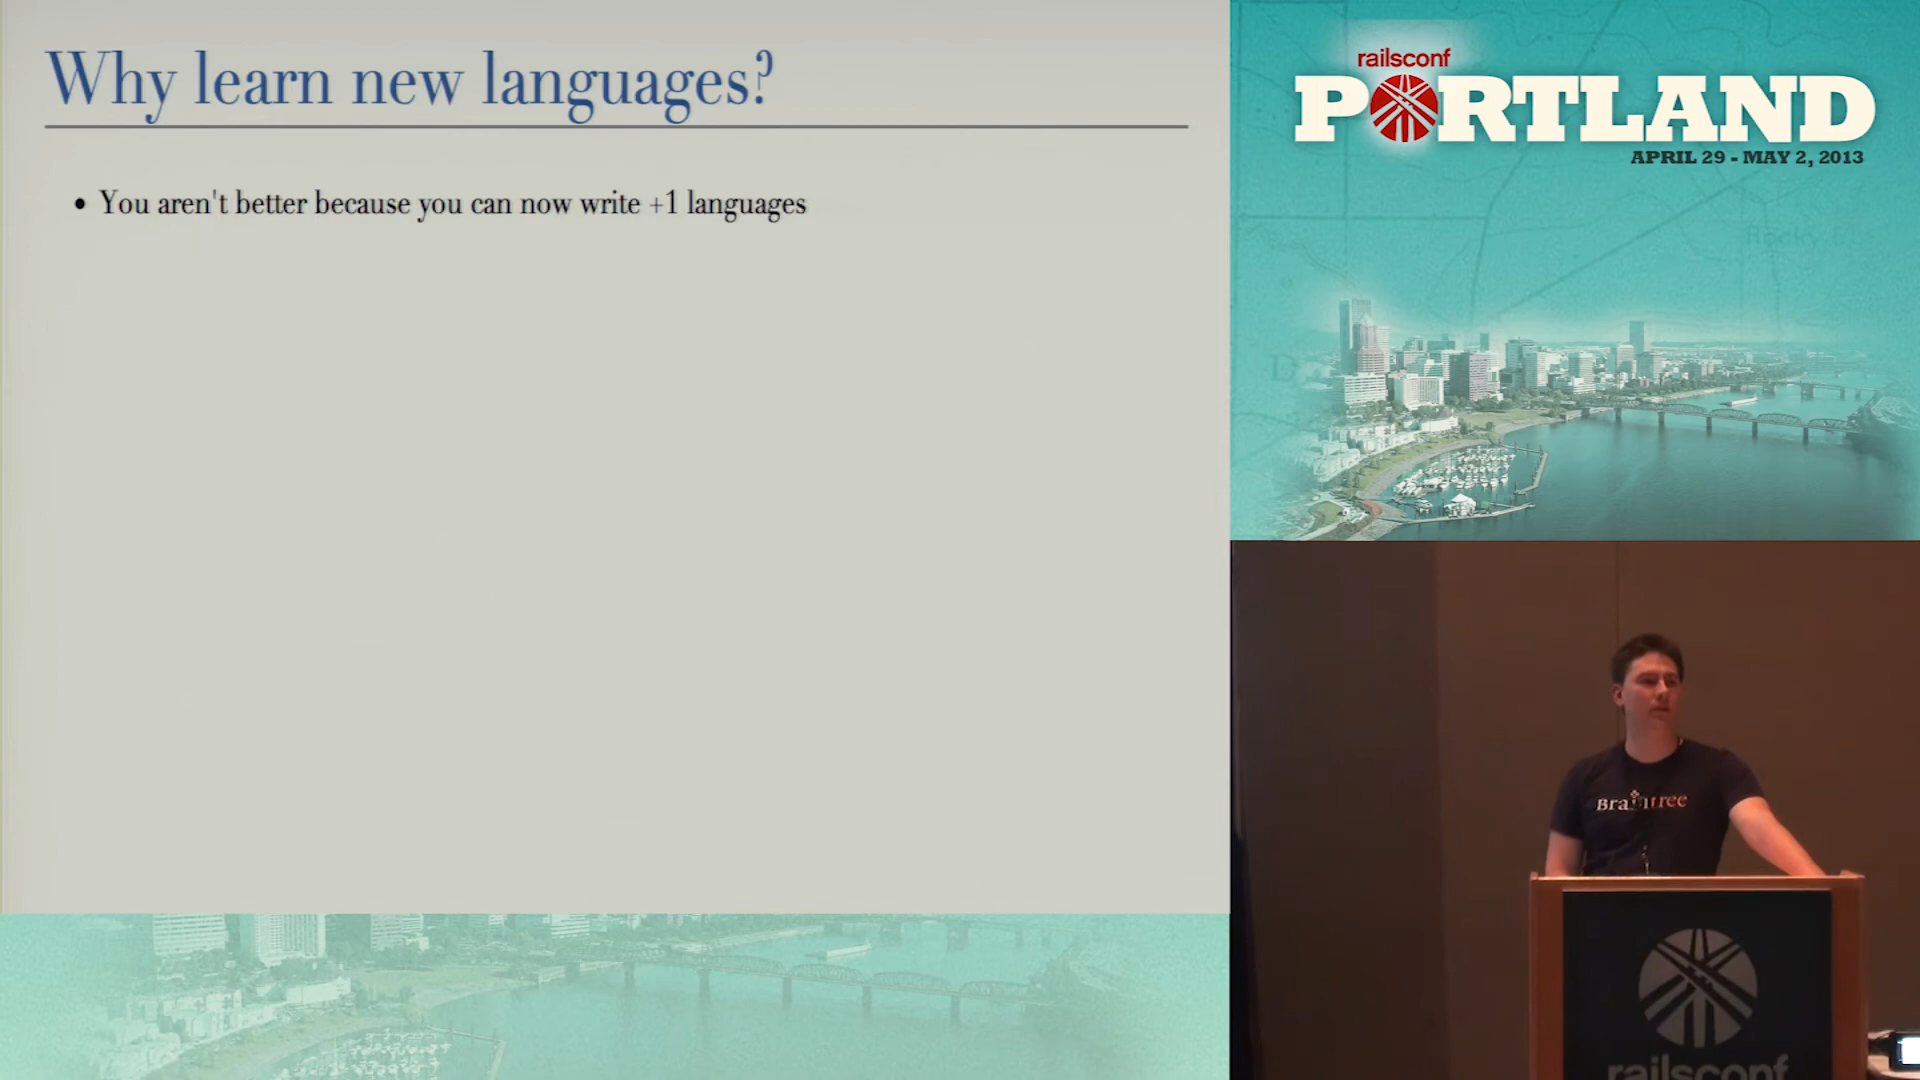 Why learn new languages?
• You aren't better because you can now write +1 languages
railsconf
PORTLAND
APRIL 29 - MAY 2, 2013
Braintree
railsconf